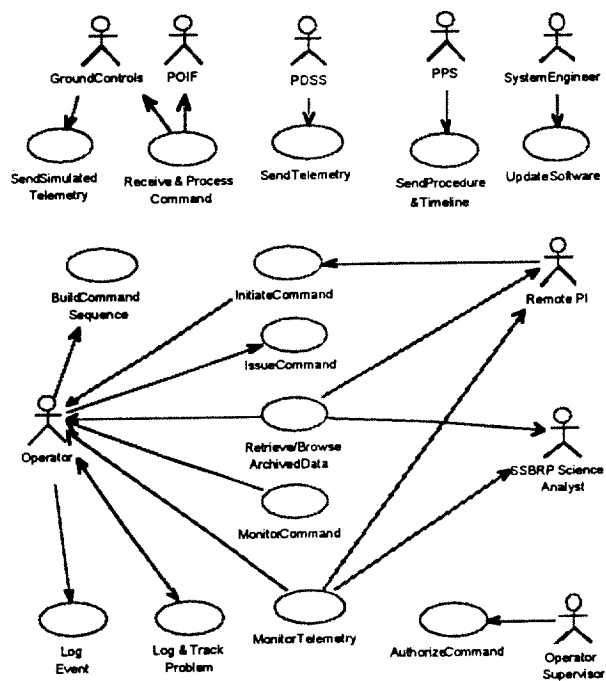 GroundControls
POIF
PDSS
PPS
SystemEngineer
SendSimulated
Telemetry
Receive & Process
Command
SendTelemetry
SendProcedure
& Timeline
UpdateSoftware
BuildCommand
Sequence
InitiateCommand
Remote PI
IssueCommand
Operator
Retrieve/Browse
ArchivedData
SSBRP Science
Analyst
MonitorCommand
Log
Event
Log & Track
Problem
MonitorTelemetry
AuthorizeCommand
Operator
Supervisor